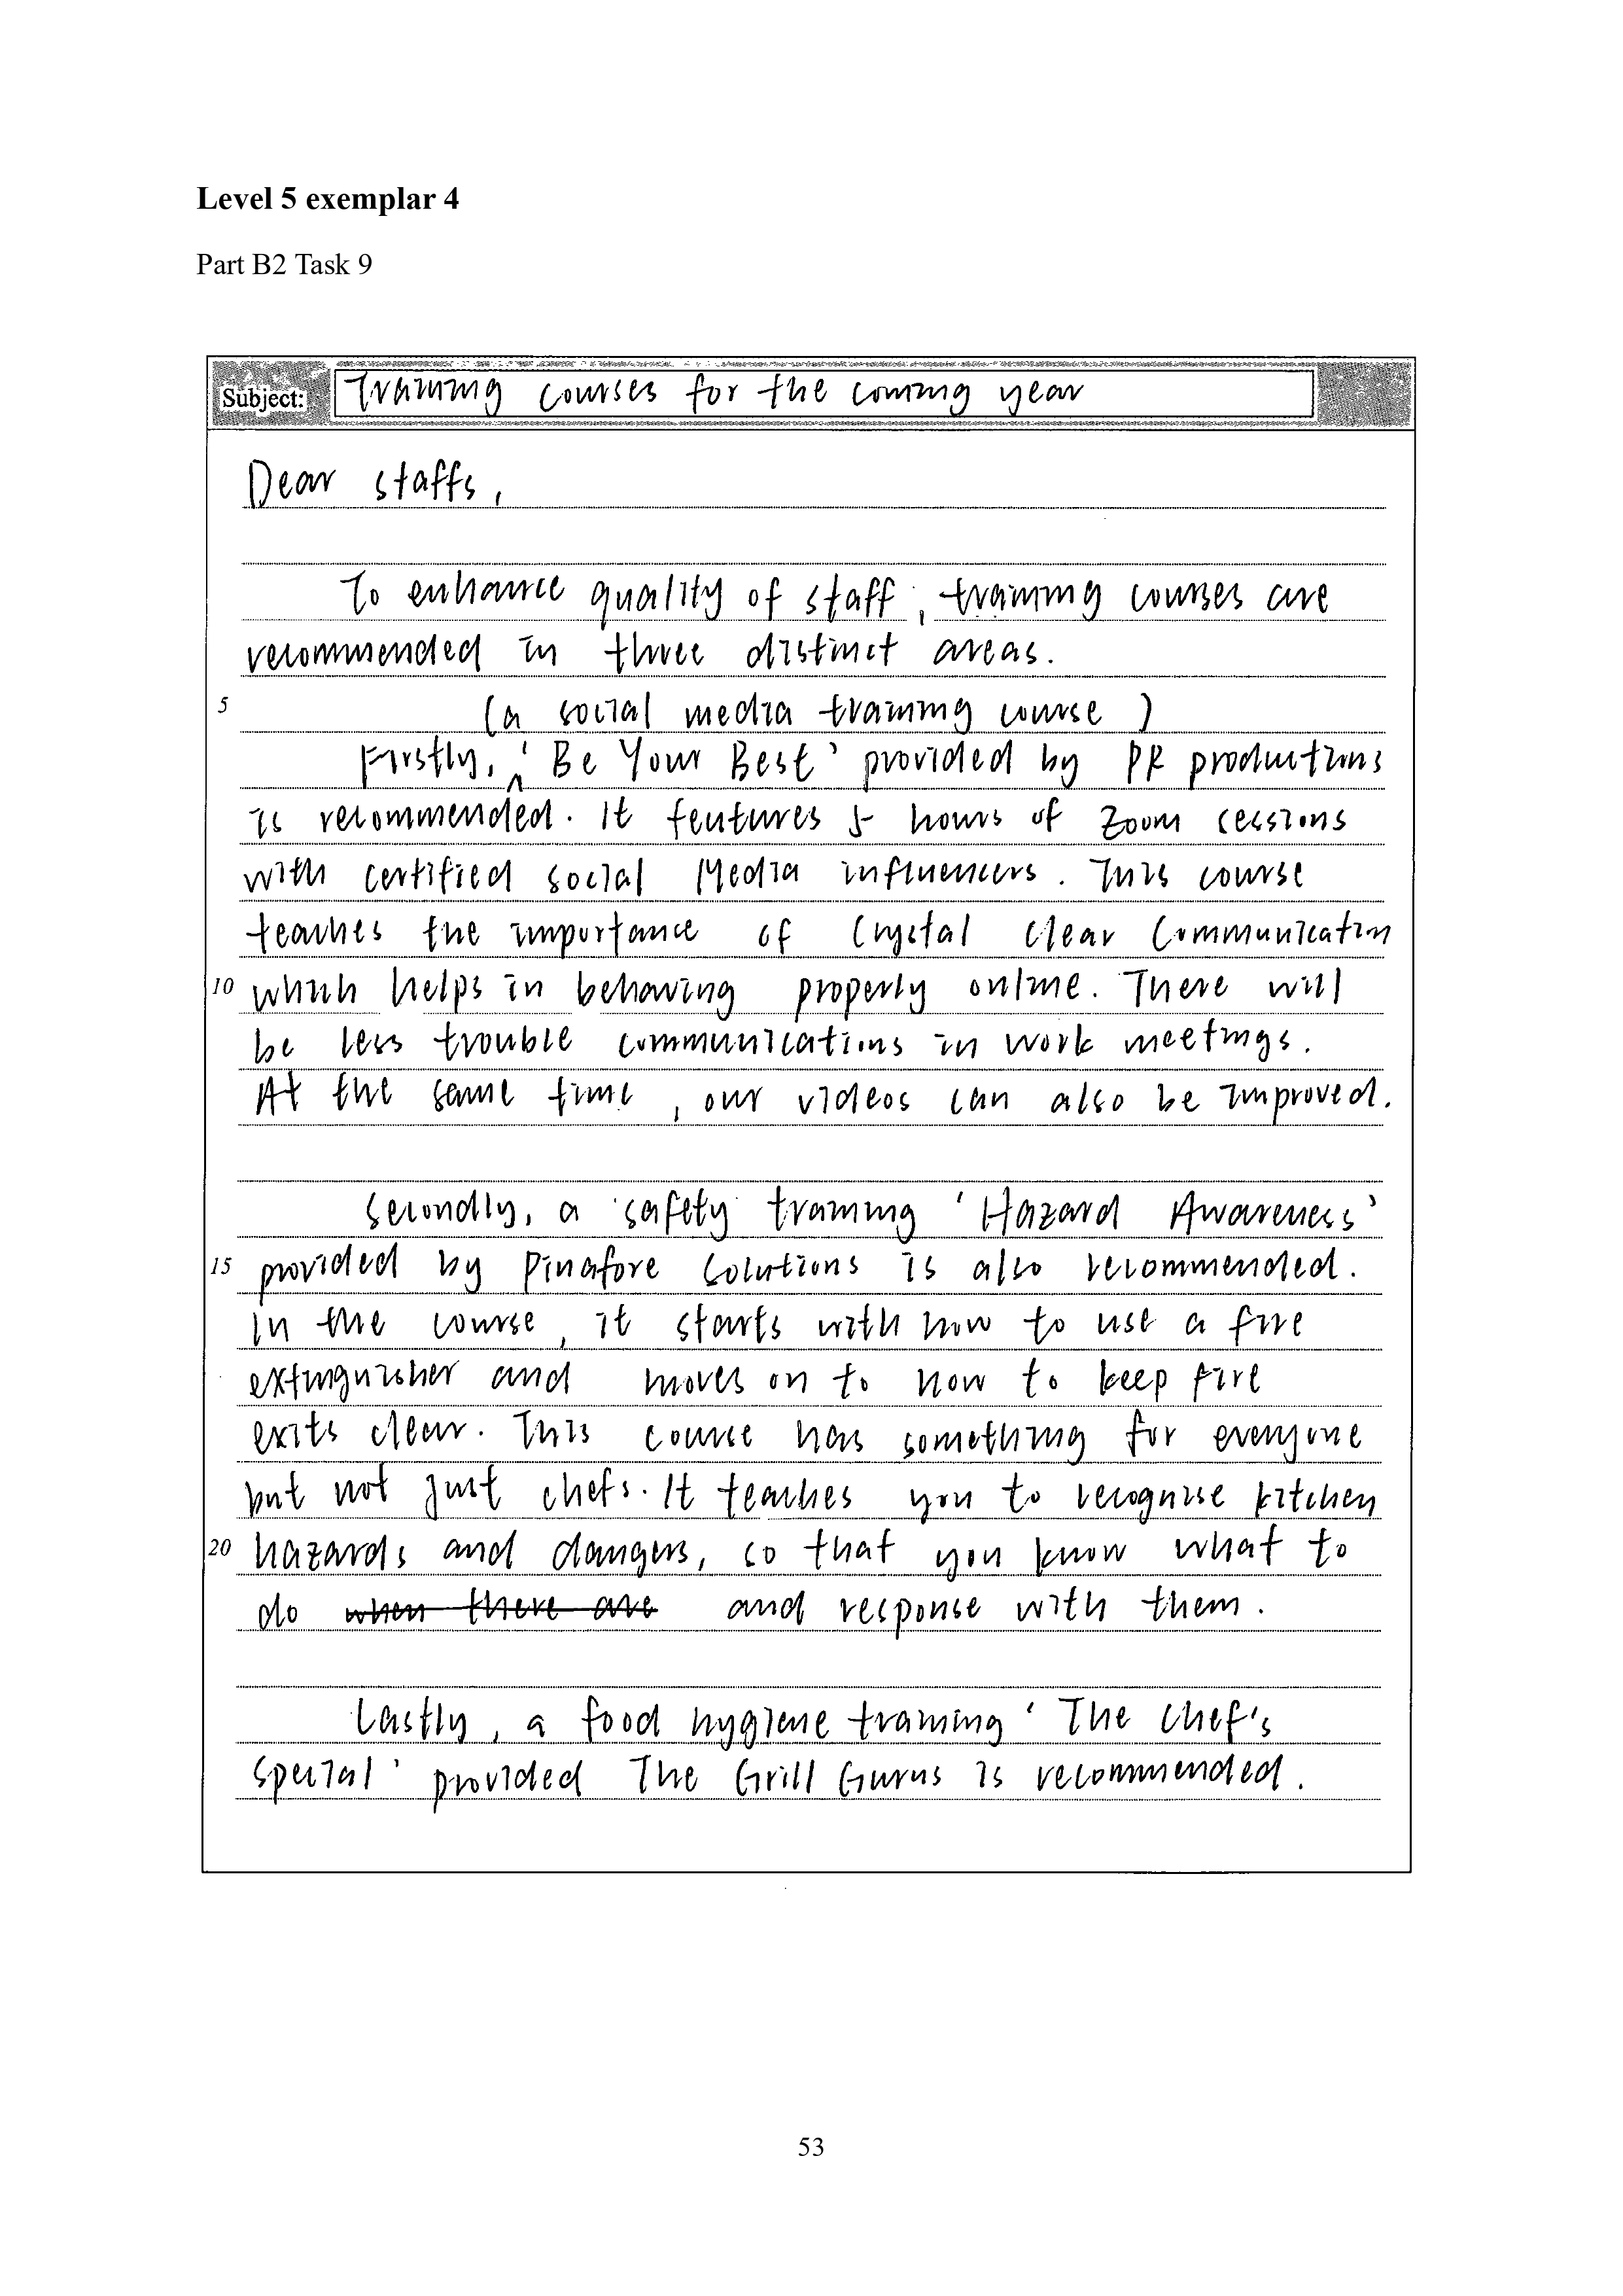 Level 5 exemplar 4
Part B2 Task 9
Subject: Training courses for the coming year
Dear staffs,
To enhance quality of staff, training courses are
recommended in three distinct areas.
5
(a social media training course )
Firstly, ^ ' Be Your Best ' provided by PR productions
is recommended. It features 5 hours of Zoom sessions
with certified social Media influencers. This course
teaches the importance of Crystal Clear Communication
10 which helps in behaving properly online. There will
be less trouble communications in work meetings.
At the same time, our videos can also be improved.
Secondly, a safety training ' Hazard Awareness '
15 provided by Pinafore Solutions is also recommended.
In the course, it starts with how to use a fire
extinguisher and moves on to how to keep fire
exits clear. This course has something for everyone
but not just chefs. It teaches you to recognise kitchen
20 hazards and dangers, so that you know what to
do when there are and response with them.
Lastly, a food hygiene training ' The Chef's
Special ' provided The Grill Gurus is recommended.
53